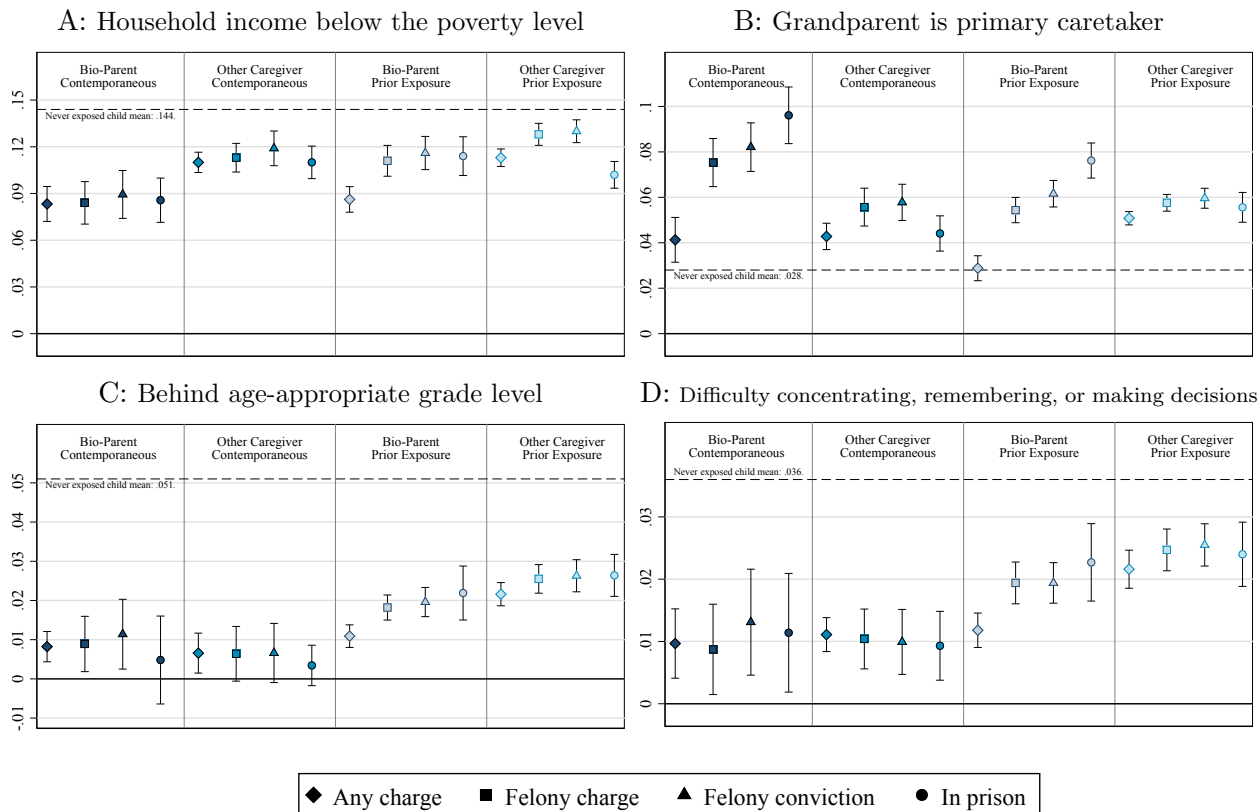 A: Household income below the poverty level
Bio-Parent
Contemporaneous
Other Caregiver
Contemporaneous
Bio-Parent
Prior Exposure
Other Caregiver
Prior Exposure
Never exposed child mean: .144.
.15
.12
.09
.06
.03
0
B: Grandparent is primary caretaker
Bio-Parent
Contemporaneous
Other Caregiver
Contemporaneous
Bio-Parent
Prior Exposure
Other Caregiver
Prior Exposure
Never exposed child mean: .028.
.1
.08
.06
.04
.02
0
C: Behind age-appropriate grade level
Bio-Parent
Contemporaneous
Other Caregiver
Contemporaneous
Bio-Parent
Prior Exposure
Other Caregiver
Prior Exposure
Never exposed child mean: .051.
.05
.04
.03
.02
.01
0
-.01
D: Difficulty concentrating, remembering, or making decisions
Bio-Parent
Contemporaneous
Other Caregiver
Contemporaneous
Bio-Parent
Prior Exposure
Other Caregiver
Prior Exposure
Never exposed child mean: .036.
.03
.02
.01
0
Any charge Felony charge Felony conviction In prison